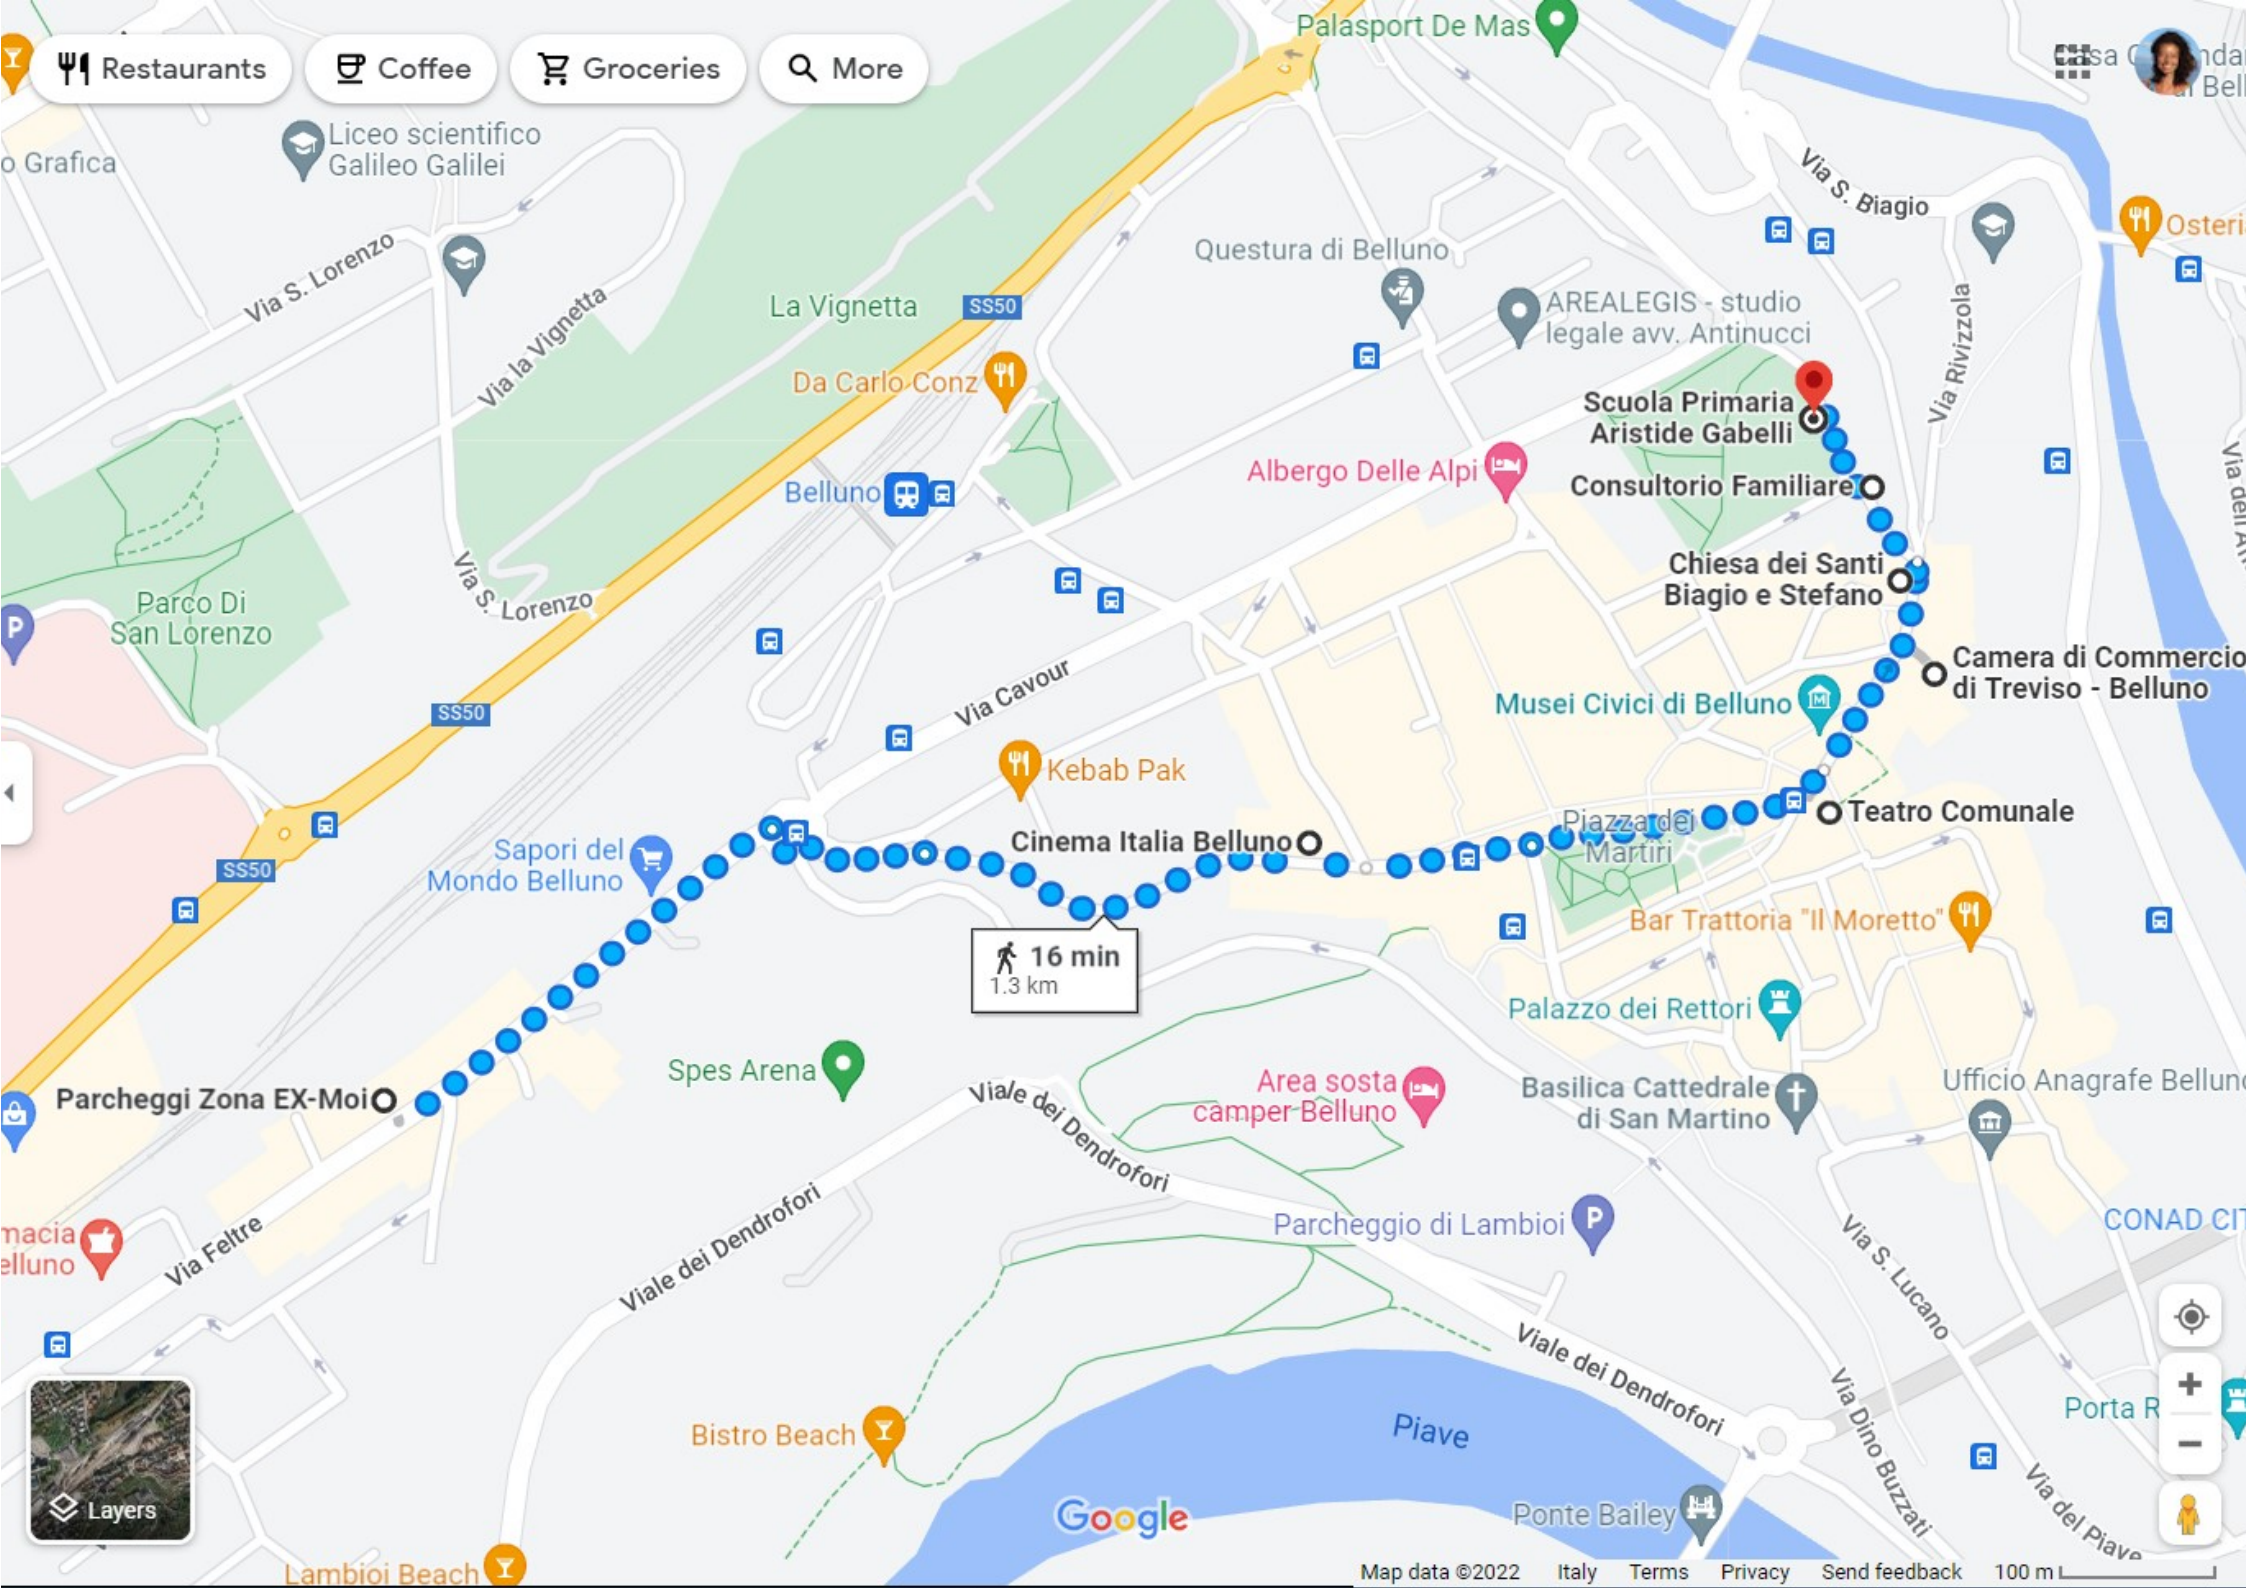 Palasport De Mas
Restaurants
Coffee
Groceries
More
Liceo scientifico
Galileo Galilei
o Grafica
Via S. Biagio
Via S. Lorenzo
Osteri
Questura di Belluno
La Vignetta
SS50
AREALEGIS - studio
legale avv. Antinucci
Via la Vignetta
Via Rivizzola
Da Carlo Conz
Scuola Primaria
Aristide Gabelli
Albergo Delle Alpi
Consultorio Familiare
Belluno
Via S. Lorenzo
Chiesa dei Santi
Biagio e Stefano
Parco Di
San Lorenzo
P
Camera di Commercio
di Treviso - Belluno
Via Cavour
Musei Civici di Belluno
M
SS50
Kebab Pak
Teatro Comunale
Piazza dei
Martiri
Cinema Italia Belluno
Sapori del
Mondo Belluno
SS50
Bar Trattoria "Il Moretto"
16 min
1.3 km
Palazzo dei Rettori
Spes Arena
Area sosta
camper Belluno
Basilica Cattedrale
di San Martino
Ufficio Anagrafe Belluno
Parcheggi Zona EX-Moi
Viale dei Dendrofori
Viale dei Dendrofori
Parcheggio di Lambioi
P
CONAD CIT
macia
elluno
Via Feltre
Via S. Lucano
Viale dei Dendrofori
Via Dino Buzzati
Porta R
Piave
Bistro Beach
Layers
Google
Ponte Bailey
Via del Piave
Lambioi Beach
Map data ©2022
Italy
Terms
Privacy
Send feedback
100 m